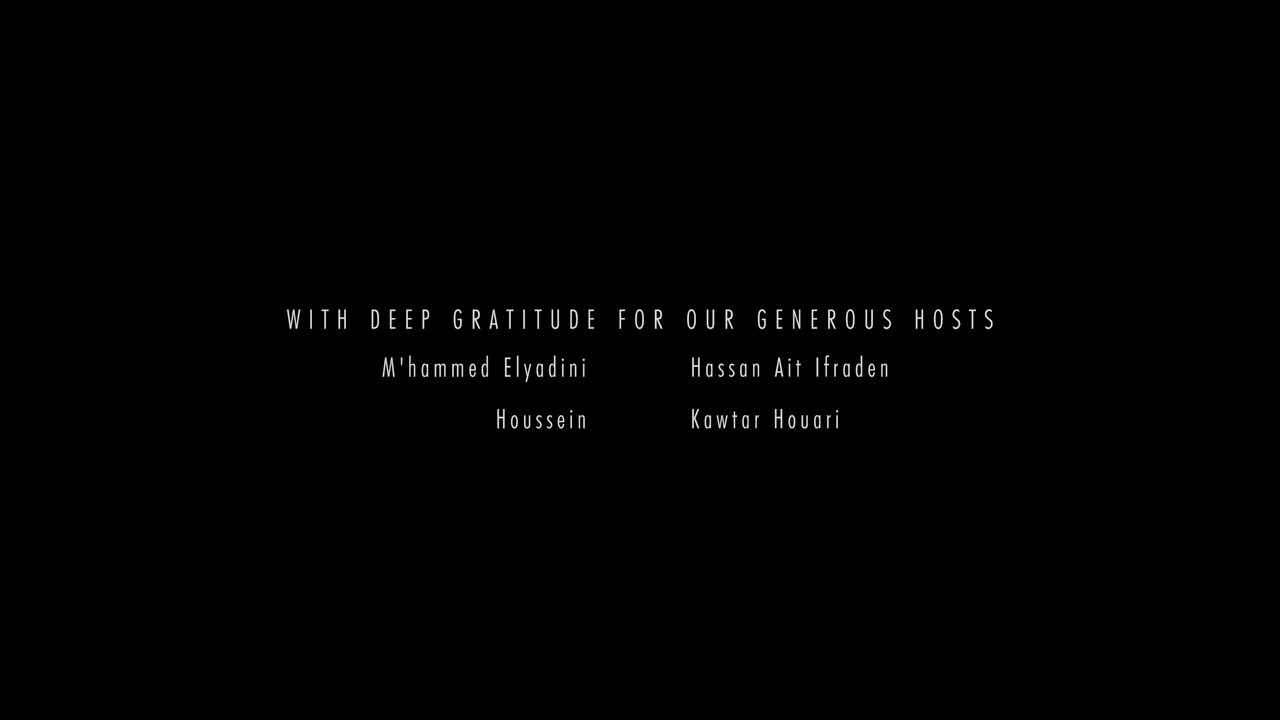 WITH DEEP GRATITUDE FOR OUR GENEROUS HOSTS
M'hammed Elyadini Hassan Ait Ifraden
Houssein Kawtar Houari